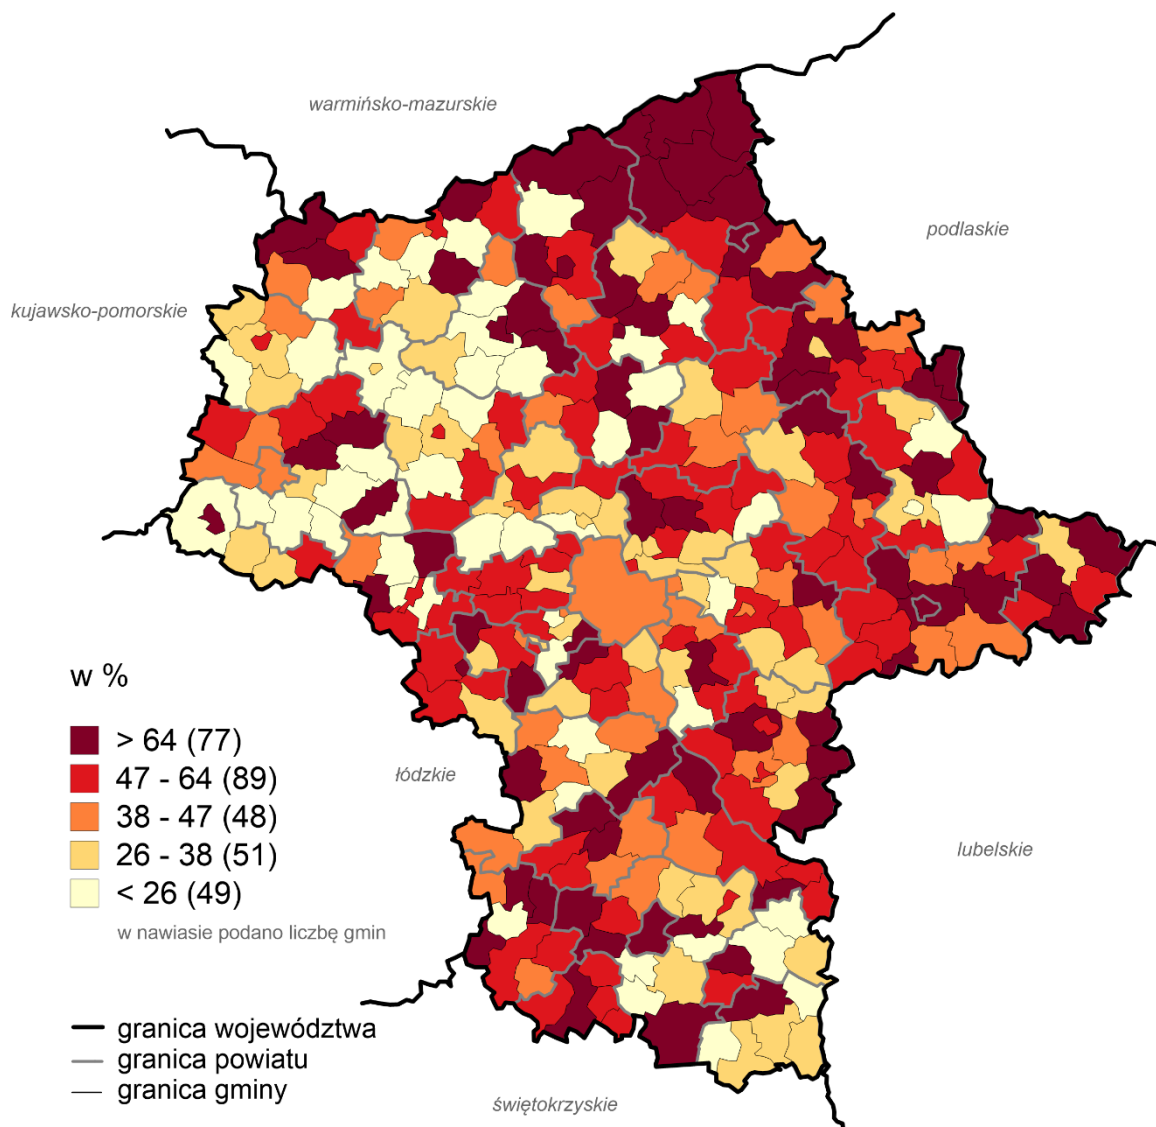 warmińsko-mazurskie
podlaskie
kujawsko-pomorskie
w %
> 64 (77)
47 - 64 (89)
38 - 47 (48)
26 - 38 (51)
< 26 (49)
w nawiasie podano liczbę gmin
łódzkie
lubelskie
granica województwa
granica powiatu
granica gminy
świętokrzyskie